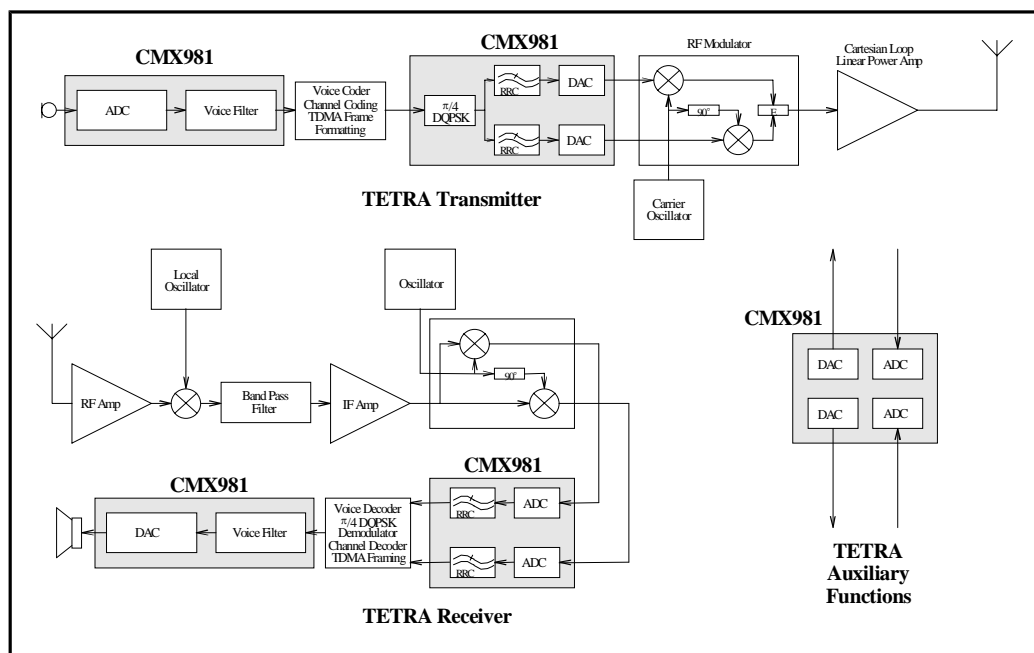 CMX981
CMX981
RF Modulator
Cartesian Loop
Linear Power Amp
ADC
Voice Filter
Voice Coder
Channel Coding
TDMA Frame
Formatting
π/4
DQPSK
RRC
DAC
RRC
DAC
90°
Carrier
Oscillator
TETRA Transmitter
Local
Oscillator
Oscillator
RF Amp
Band Pass
Filter
IF Amp
90°
CMX981
DAC
ADC
DAC
ADC
TETRA
Auxiliary
Functions
CMX981
DAC
Voice Filter
Voice Decoder
π/4 DQPSK
Demodulator
Channel Decoder
TDMA Framing
CMX981
RRC
ADC
RRC
ADC
TETRA Receiver